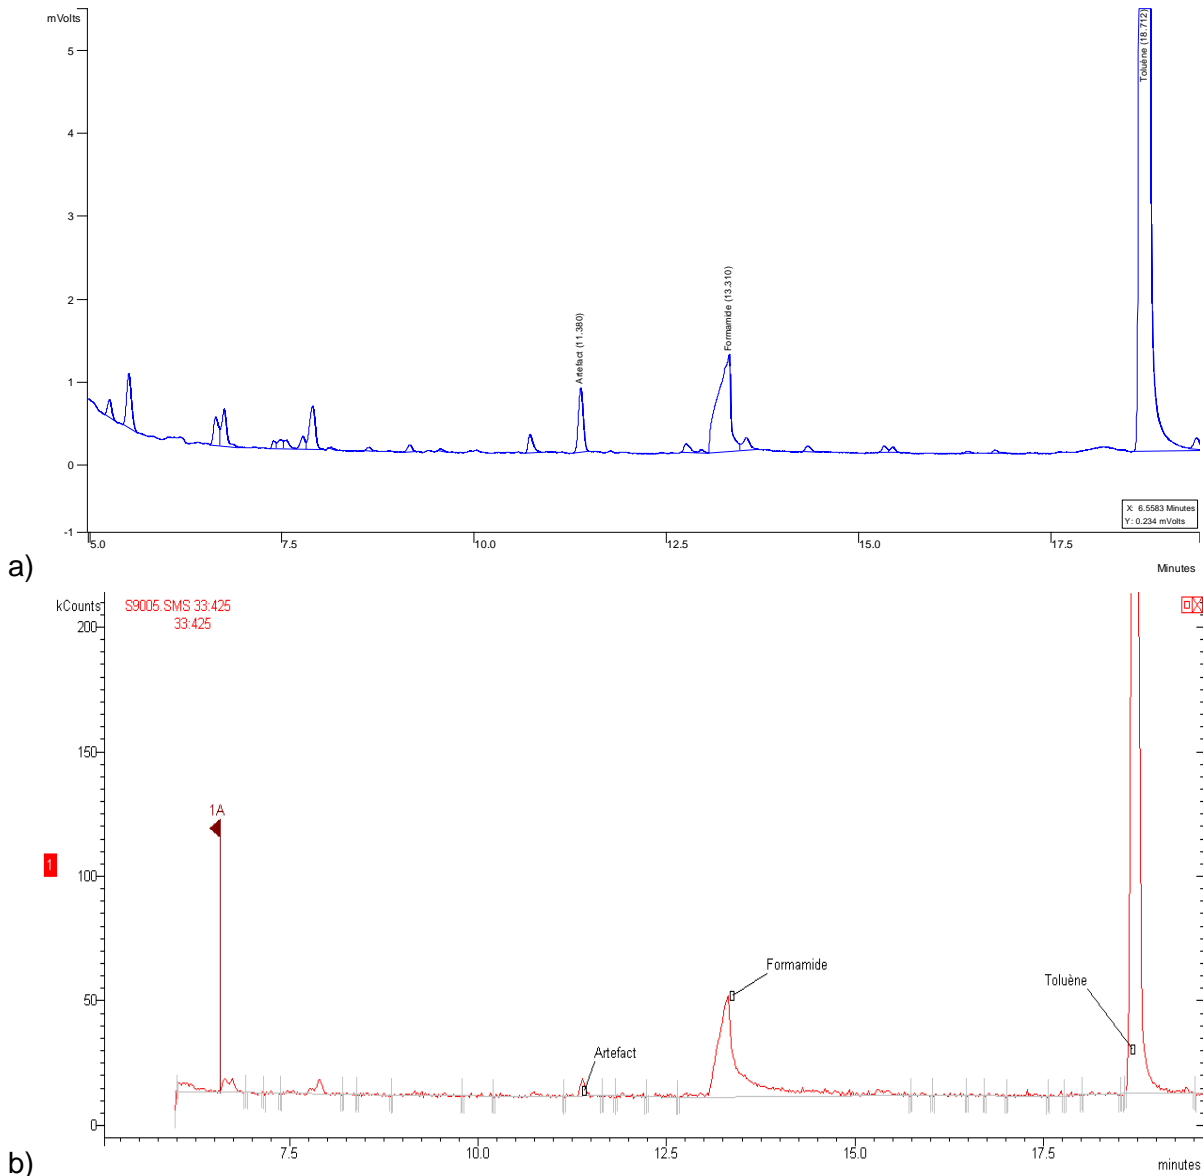 mVolts
5
4
3
2
1
0
-1
Artefact (11.380)
Formamide (13.310)
Toluène (18.712)
X: 6.5583 Minutes
Y: 0.234 mVolts
5.0
7.5
10.0
12.5
15.0
17.5
Minutes
a)
kCounts
S9005.SMS 33:425
33:425
200
150
100
50
0
1A
1
Artefact
Formamide
Toluène
7.5
10.0
12.5
15.0
17.5
minutes
b)